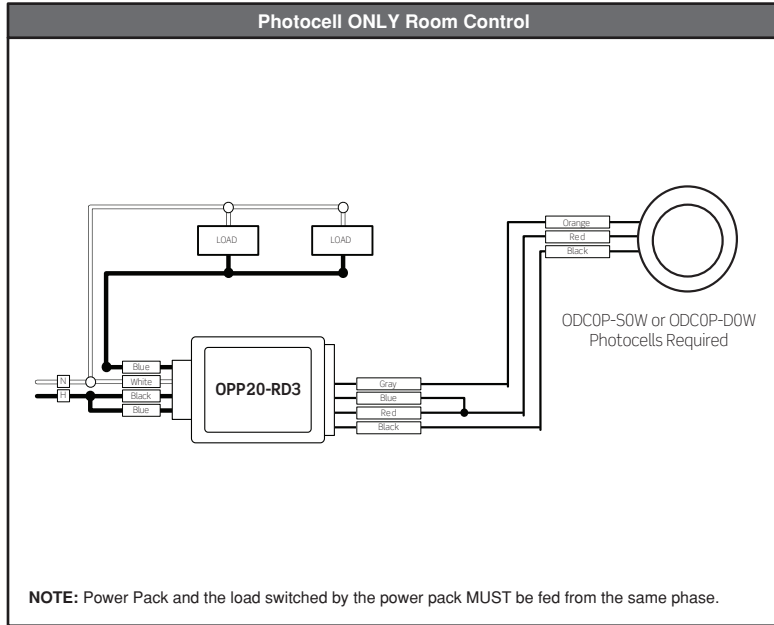 Photocell ONLY Room Control
LOAD
LOAD
Orange
Red
Black
ODC0P-S0W or ODC0P-D0W
Photocells Required
Blue
N
White
H
Black
Blue
OPP20-RD3
Gray
Blue
Red
Black
NOTE: Power Pack and the load switched by the power pack MUST be fed from the same phase.